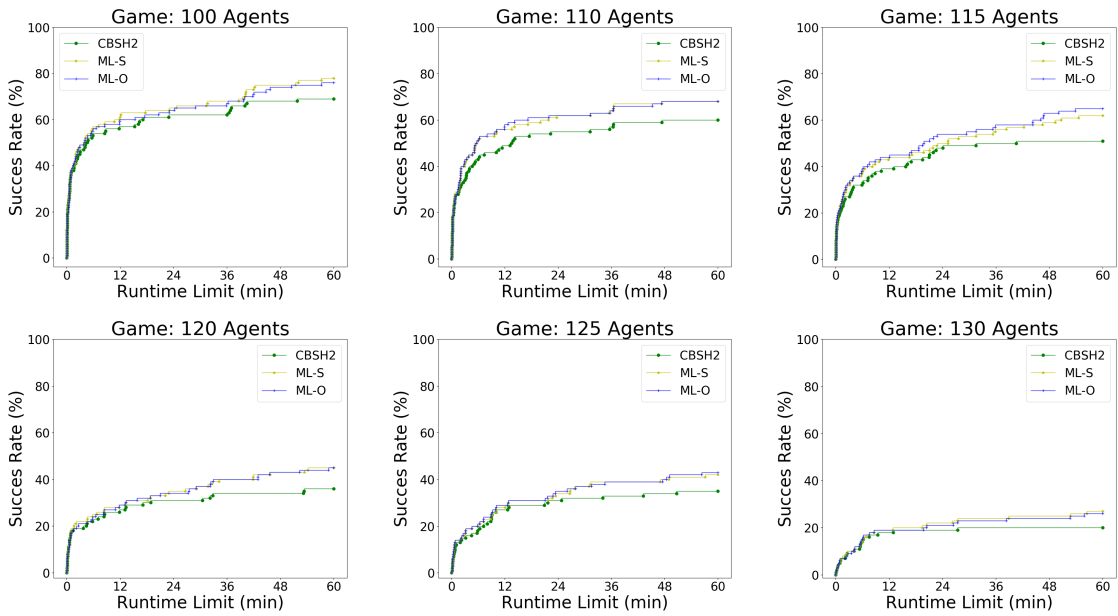 Game: 100 Agents
Succes Rate (%)
100
80
60
40
20
0
CBSH2
ML-S
ML-O
0 12 24 36 48 60
Runtime Limit (min)
Game: 110 Agents
Succes Rate (%)
100
80
60
40
20
0
CBSH2
ML-S
ML-O
0 12 24 36 48 60
Runtime Limit (min)
Game: 115 Agents
Succes Rate (%)
100
80
60
40
20
0
CBSH2
ML-S
ML-O
0 12 24 36 48 60
Runtime Limit (min)
Game: 120 Agents
Succes Rate (%)
100
80
60
40
20
0
CBSH2
ML-S
ML-O
0 12 24 36 48 60
Runtime Limit (min)
Game: 125 Agents
Succes Rate (%)
100
80
60
40
20
0
CBSH2
ML-S
ML-O
0 12 24 36 48 60
Runtime Limit (min)
Game: 130 Agents
Succes Rate (%)
100
80
60
40
20
0
CBSH2
ML-S
ML-O
0 12 24 36 48 60
Runtime Limit (min)